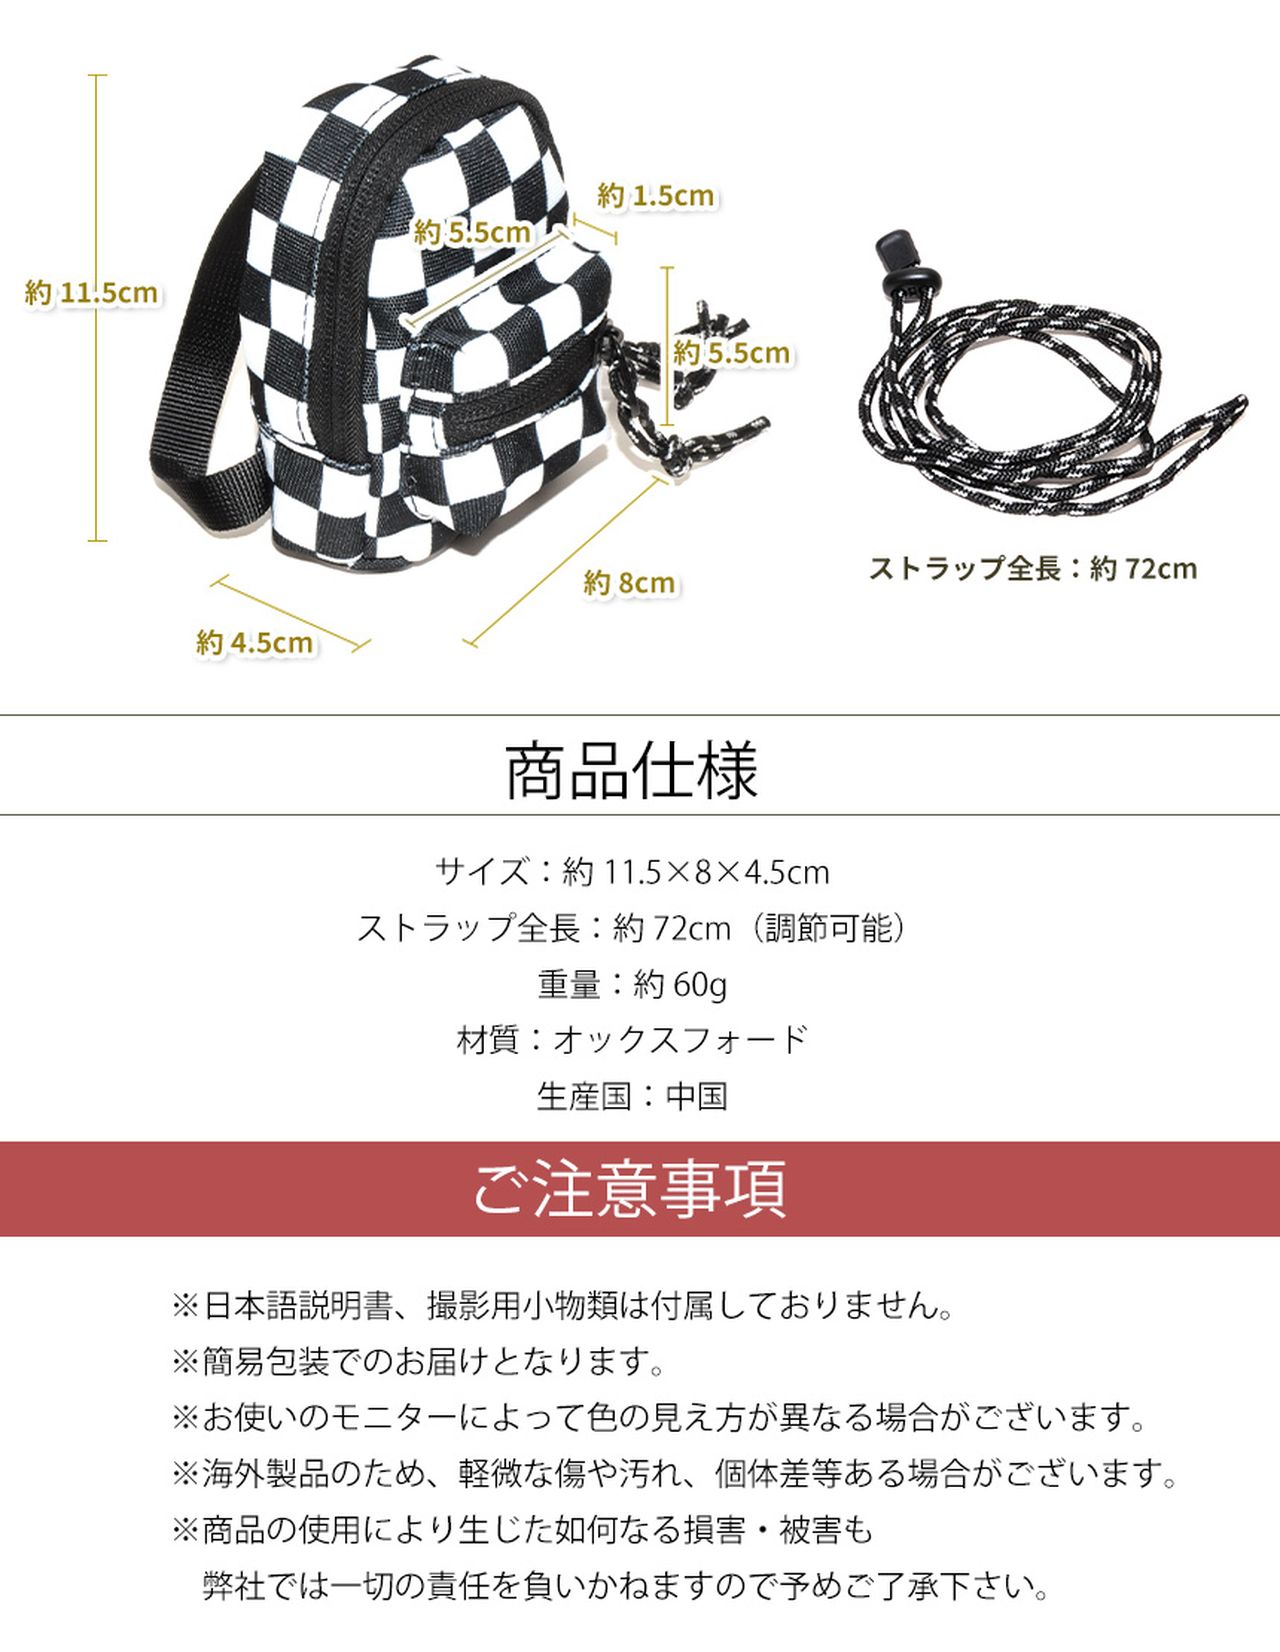 約 1.5cm
約 5.5cm
約 11.5cm
約 5.5cm
ストラップ全長：約 72cm
約 8cm
約 4.5cm
商品仕様
サイズ：約 11.5×8×4.5cm
ストラップ全長：約 72cm（調節可能）
重量：約 60g
材質：オックスフォード
生産国：中国
ご注意事項
※日本語説明書、撮影用小物類は付属しておりません。
※簡易包装でのお届けとなります。
※お使いのモニターによって色の見え方が異なる場合がございます。
※海外製品のため、軽微な傷や汚れ、個体差等ある場合がございます。
※商品の使用により生じた如何なる損害・被害も
弊社では一切の責任を負いかねますので予めご了承下さい。